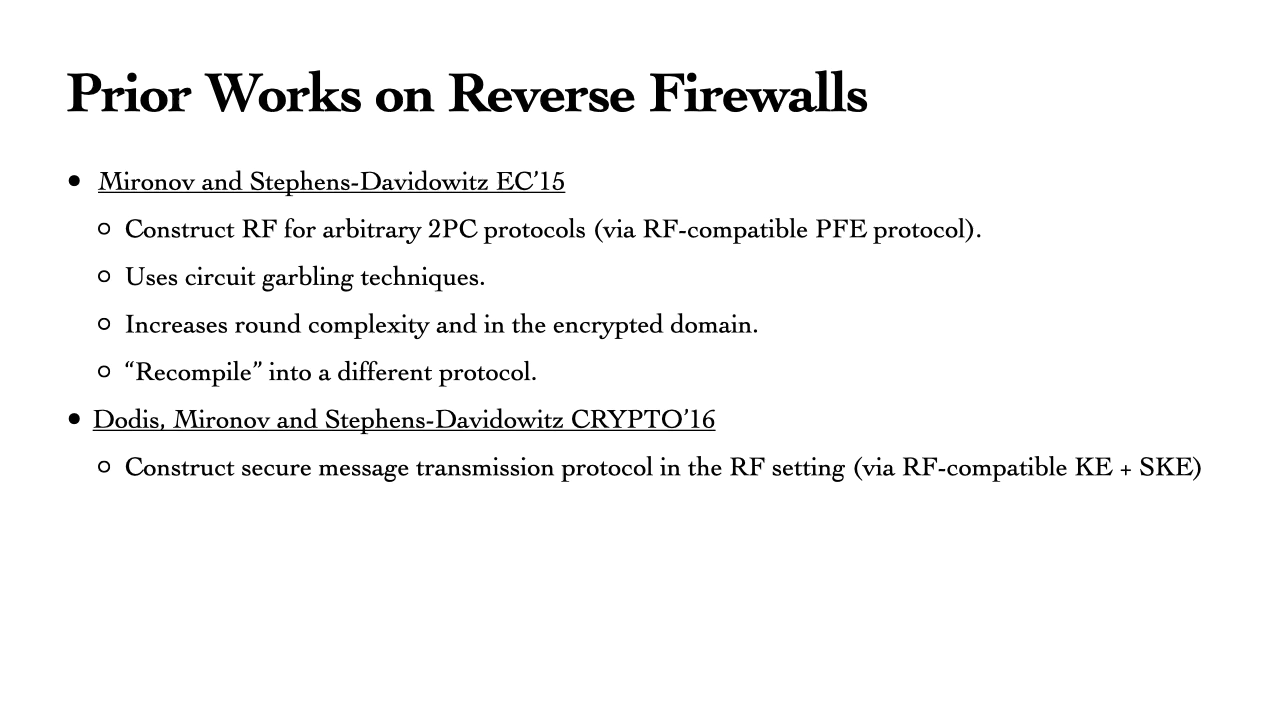 Prior Works on Reverse Firewalls
● Mironov and Stephens-Davidowitz EC’15
○ Construct RF for arbitrary 2PC protocols (via RF-compatible PFE protocol).
○ Uses circuit garbling techniques.
○ Increases round complexity and in the encrypted domain.
○ “Recompile” into a different protocol.
● Dodis, Mironov and Stephens-Davidowitz CRYPTO’16
○ Construct secure message transmission protocol in the RF setting (via RF-compatible KE + SKE)